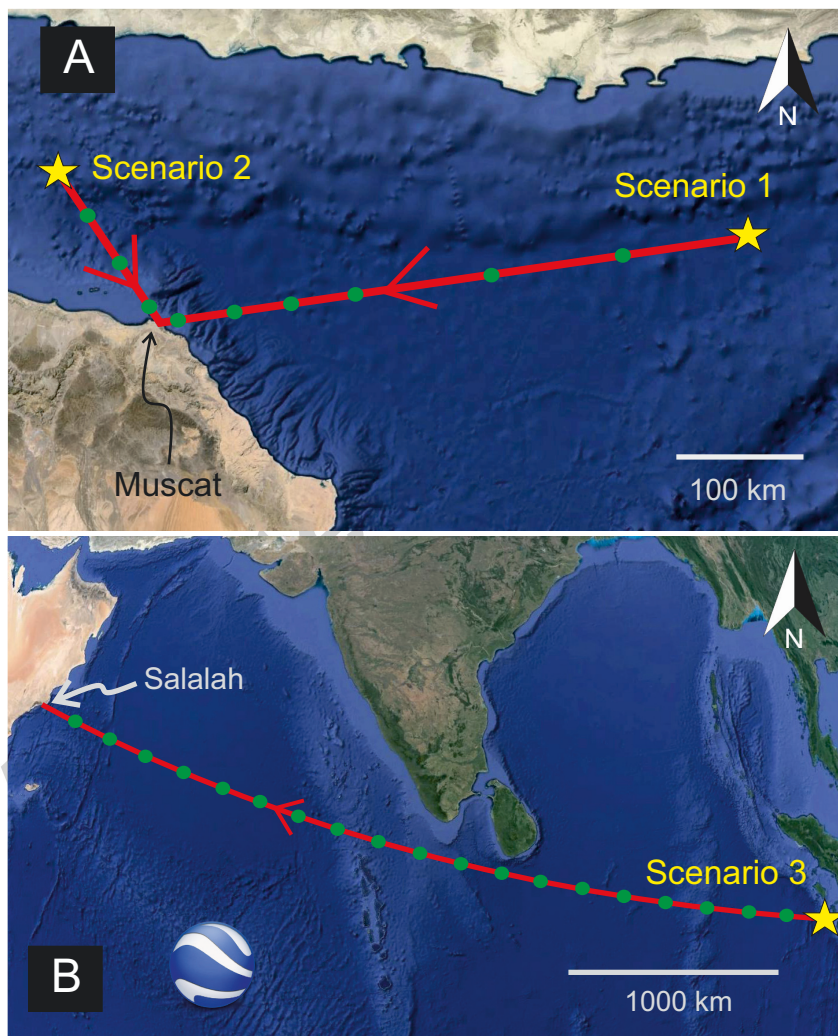 A
N
Scenario 2
Scenario 1
Muscat
100 km
B
N
Salalah
Scenario 3
1000 km